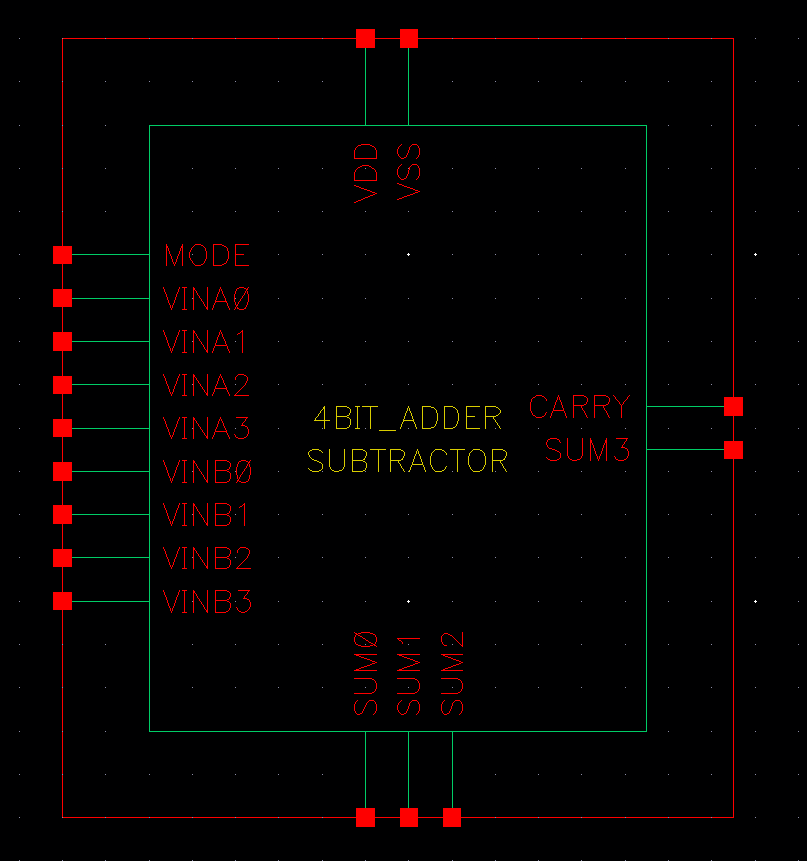 VDD
VSS
MODE
VINA0
VINA1
VINA2
VINA3
VINB0
VINB1
VINB2
VINB3
4BIT_ADDER
SUBTRACTOR
CARRY
SUM3
SUM0
SUM1
SUM2